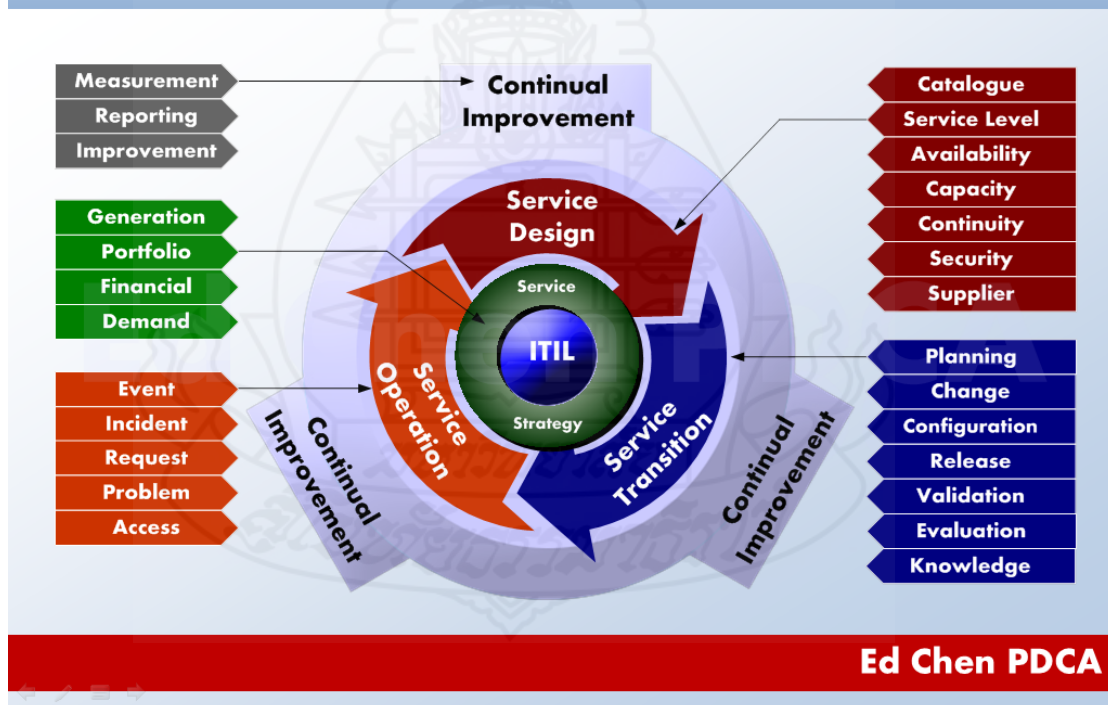 Measurement
Reporting
Improvement
Generation
Portfolio
Financial
Demand
Event
Incident
Request
Problem
Access
Continual
Improvement
Service
Design
Service
ITIL
Strategy
Service
Operation
Service
Transition
Continual
Improvement
Continual
Improvement
Catalogue
Service Level
Availability
Capacity
Continuity
Security
Supplier
Planning
Change
Configuration
Release
Validation
Evaluation
Knowledge
Ed Chen PDCA